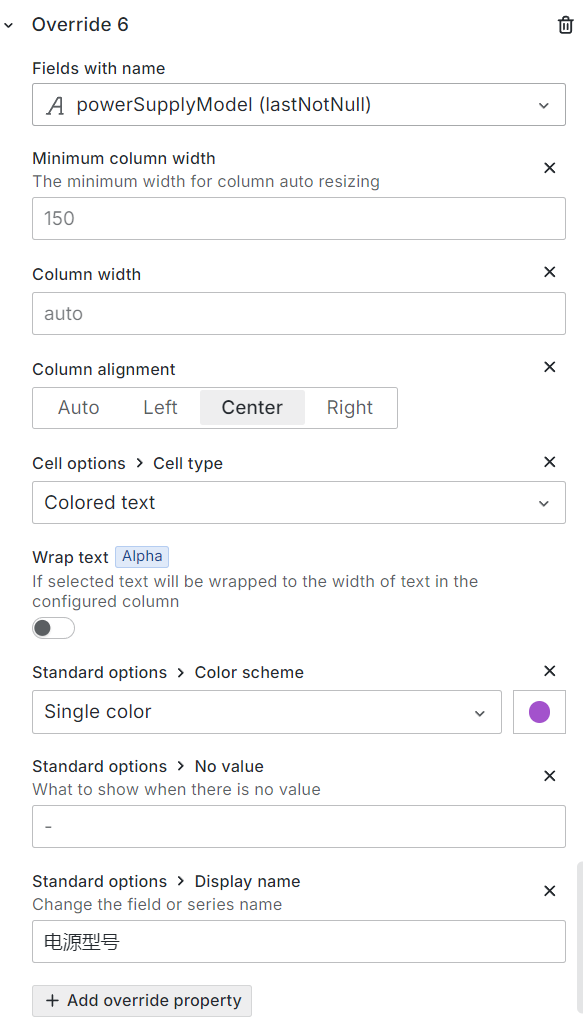 Override 6
Fields with name
powerSupplyModel (lastNotNull)
Minimum column width
The minimum width for column auto resizing
150
Column width
auto
Column alignment
Auto Left Center Right
Cell options > Cell type
Colored text
Wrap text Alpha
If selected text will be wrapped to the width of text in the
configured column
Standard options > Color scheme
Single color
Standard options > No value
What to show when there is no value
-
Standard options > Display name
Change the field or series name
电源型号
+ Add override property